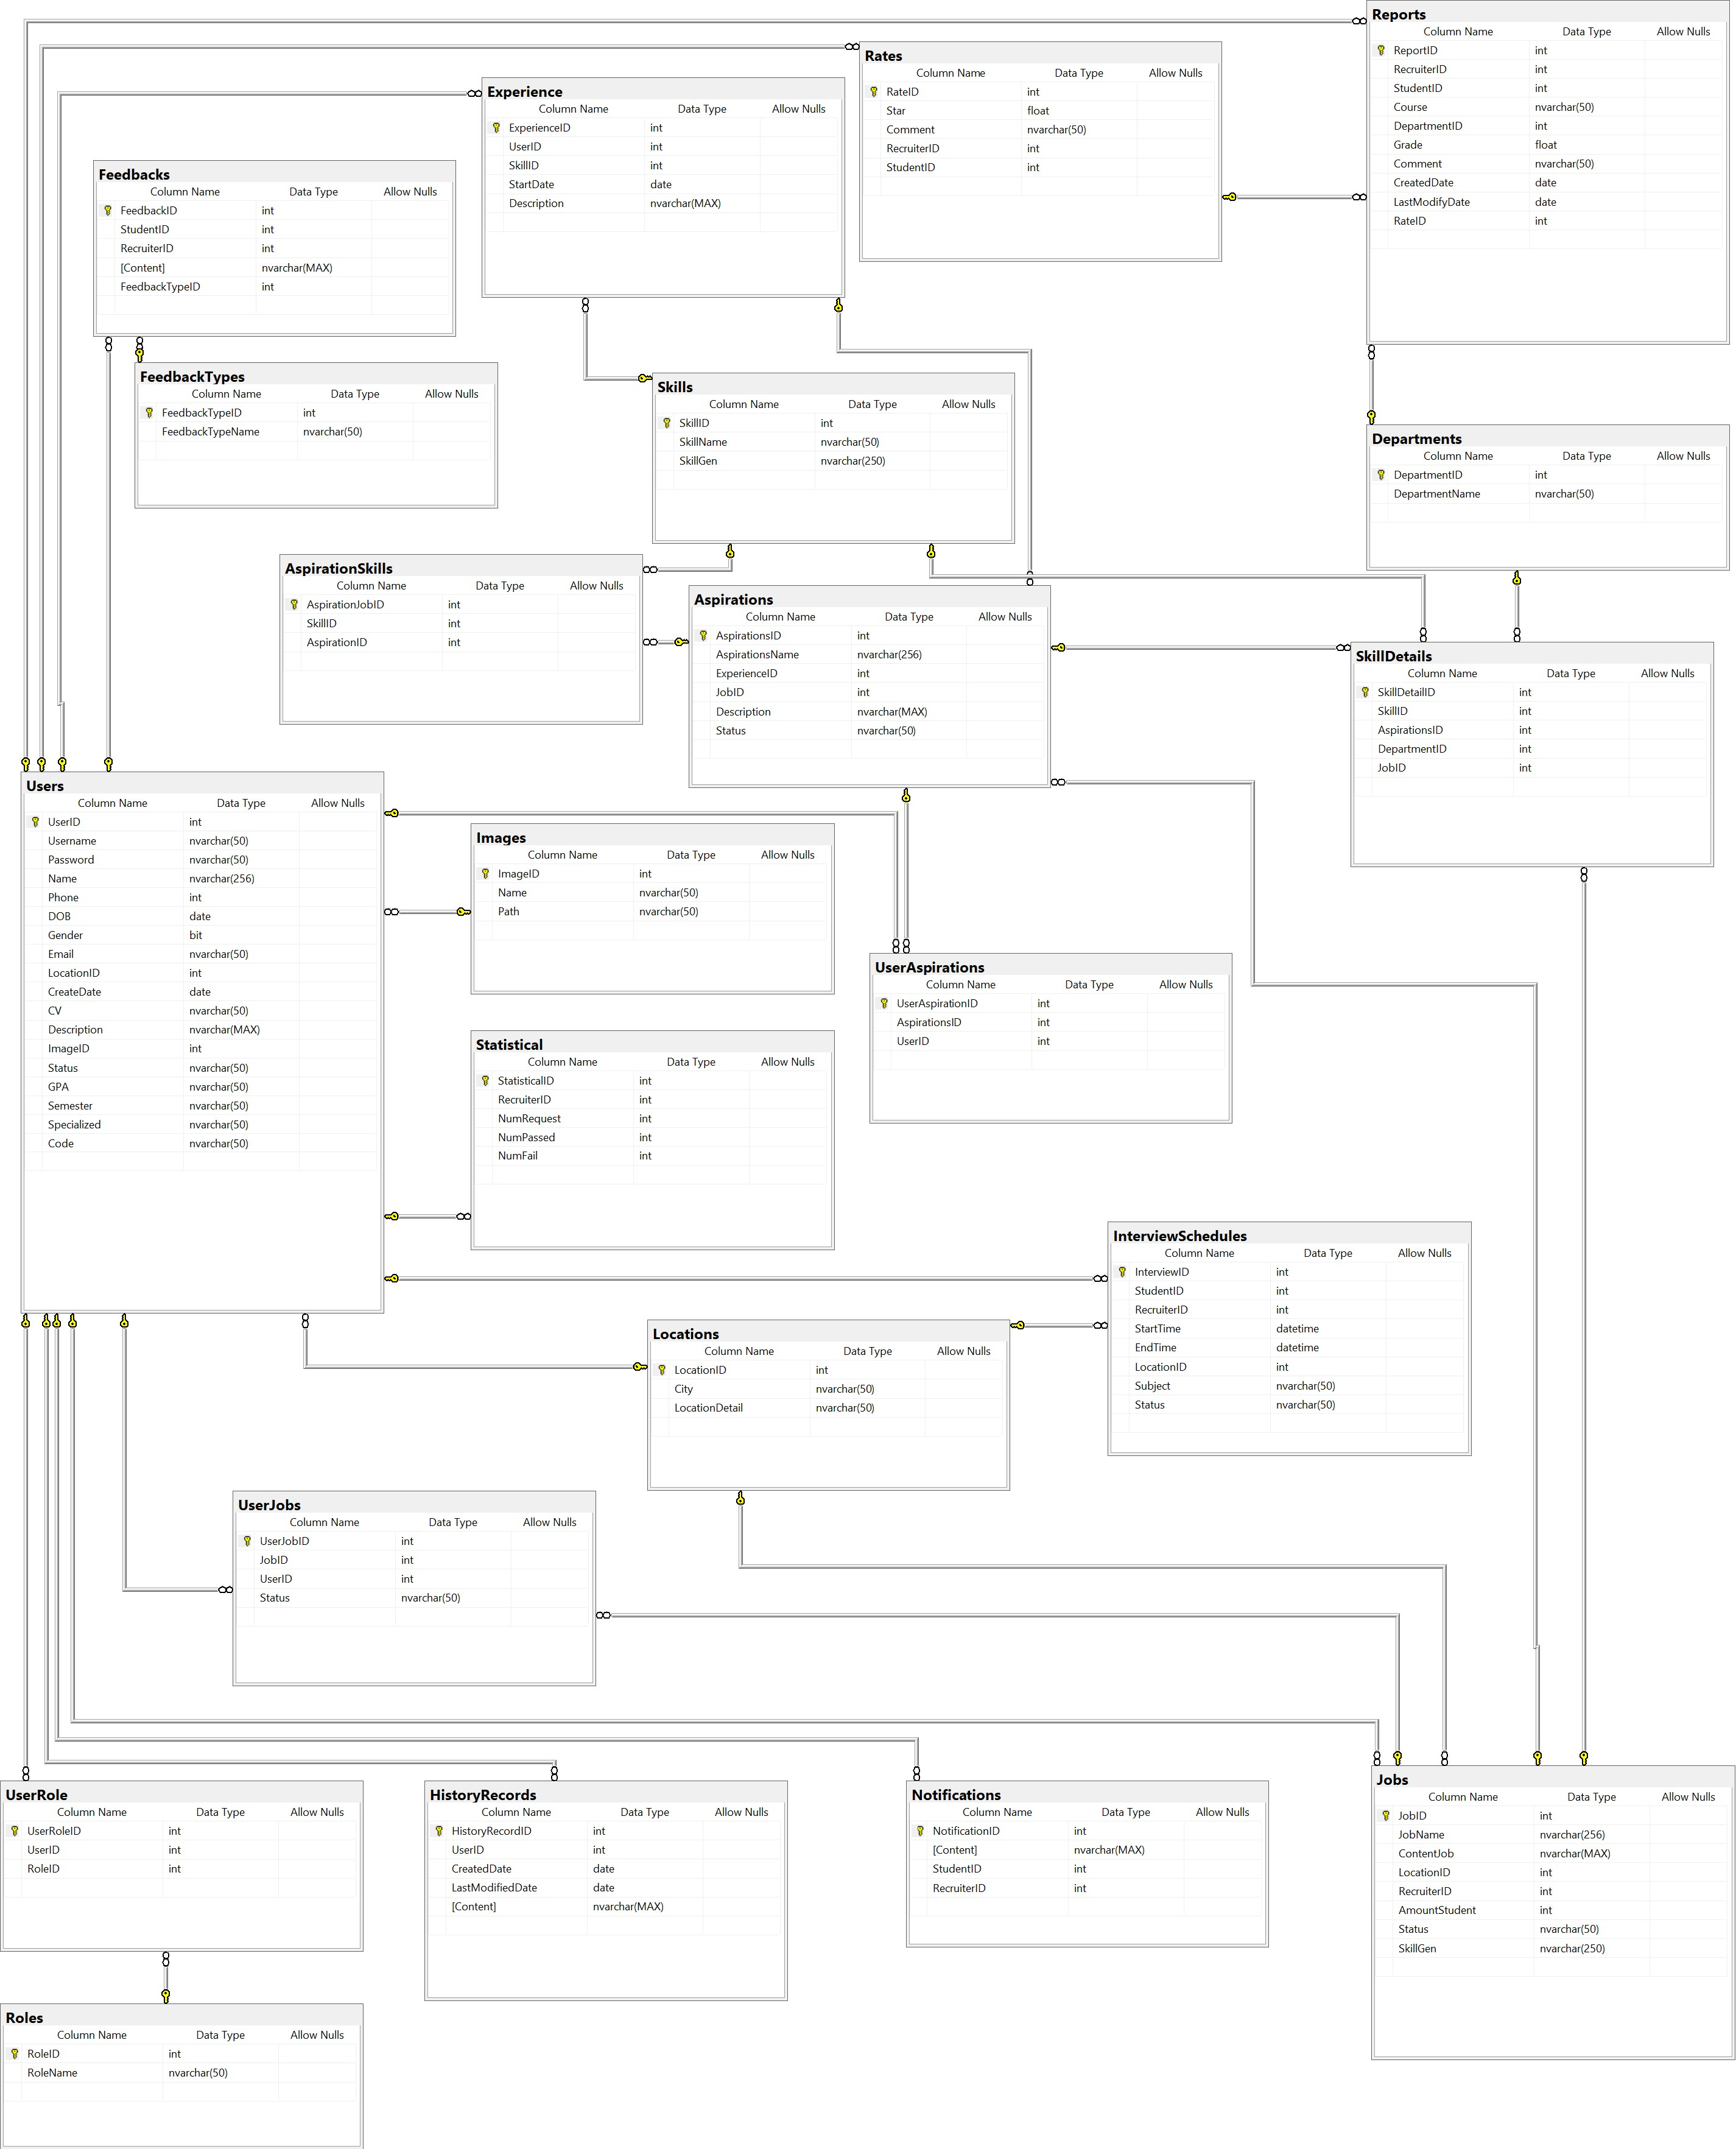 Reports
Column Name Data Type Allow Nulls
ReportID int
RecruiterID int
StudentID int
Course nvarchar(50)
DepartmentID int
Grade float
Comment nvarchar(50)
CreatedDate date
LastModifyDate date
RateID int
Rates
Column Name Data Type Allow Nulls
RateID int
Star float
Comment nvarchar(50)
RecruiterID int
StudentID int
Experience
Column Name Data Type Allow Nulls
ExperienceID int
UserID int
SkillID int
StartDate date
Description nvarchar(MAX)
Feedbacks
Column Name Data Type Allow Nulls
FeedbackID int
StudentID int
RecruiterID int
[Content] nvarchar(MAX)
FeedbackTypeID int
FeedbackTypes
Column Name Data Type Allow Nulls
FeedbackTypeID int
FeedbackTypeName nvarchar(50)
Skills
Column Name Data Type Allow Nulls
SkillID int
SkillName nvarchar(50)
SkillGen nvarchar(250)
Departments
Column Name Data Type Allow Nulls
DepartmentID int
DepartmentName nvarchar(50)
AspirationSkills
Column Name Data Type Allow Nulls
AspirationJobID int
SkillID int
AspirationID int
Aspirations
Column Name Data Type Allow Nulls
AspirationsID int
AspirationsName nvarchar(256)
ExperienceID int
JobID int
Description nvarchar(MAX)
Status nvarchar(50)
SkillDetails
Column Name Data Type Allow Nulls
SkillDetailID int
SkillID int
AspirationsID int
DepartmentID int
JobID int
Users
Column Name Data Type Allow Nulls
UserID int
Username nvarchar(50)
Password nvarchar(50)
Name nvarchar(256)
Phone int
DOB date
Gender bit
Email nvarchar(50)
LocationID int
CreateDate date
CV nvarchar(50)
Description nvarchar(MAX)
ImageID int
Status nvarchar(50)
GPA nvarchar(50)
Semester nvarchar(50)
Specialized nvarchar(50)
Code nvarchar(50)
Images
Column Name Data Type Allow Nulls
ImageID int
Name nvarchar(50)
Path nvarchar(50)
UserAspirations
Column Name Data Type Allow Nulls
UserAspirationID int
AspirationsID int
UserID int
Statistical
Column Name Data Type Allow Nulls
StatisticalID int
RecruiterID int
NumRequest int
NumPassed int
NumFail int
InterviewSchedules
Column Name Data Type Allow Nulls
InterviewID int
StudentID int
RecruiterID int
StartTime datetime
EndTime datetime
LocationID int
Subject nvarchar(50)
Status nvarchar(50)
Locations
Column Name Data Type Allow Nulls
LocationID int
City nvarchar(50)
LocationDetail nvarchar(50)
UserJobs
Column Name Data Type Allow Nulls
UserJobID int
JobID int
UserID int
Status nvarchar(50)
UserRole
Column Name Data Type Allow Nulls
UserRoleID int
UserID int
RoleID int
HistoryRecords
Column Name Data Type Allow Nulls
HistoryRecordID int
UserID int
CreatedDate date
LastModifiedDate date
[Content] nvarchar(MAX)
Notifications
Column Name Data Type Allow Nulls
NotificationID int
[Content] nvarchar(MAX)
StudentID int
RecruiterID int
Jobs
Column Name Data Type Allow Nulls
JobID int
JobName nvarchar(256)
ContentJob nvarchar(MAX)
LocationID int
RecruiterID int
AmountStudent int
Status nvarchar(50)
SkillGen nvarchar(250)
Roles
Column Name Data Type Allow Nulls
RoleID int
RoleName nvarchar(50)